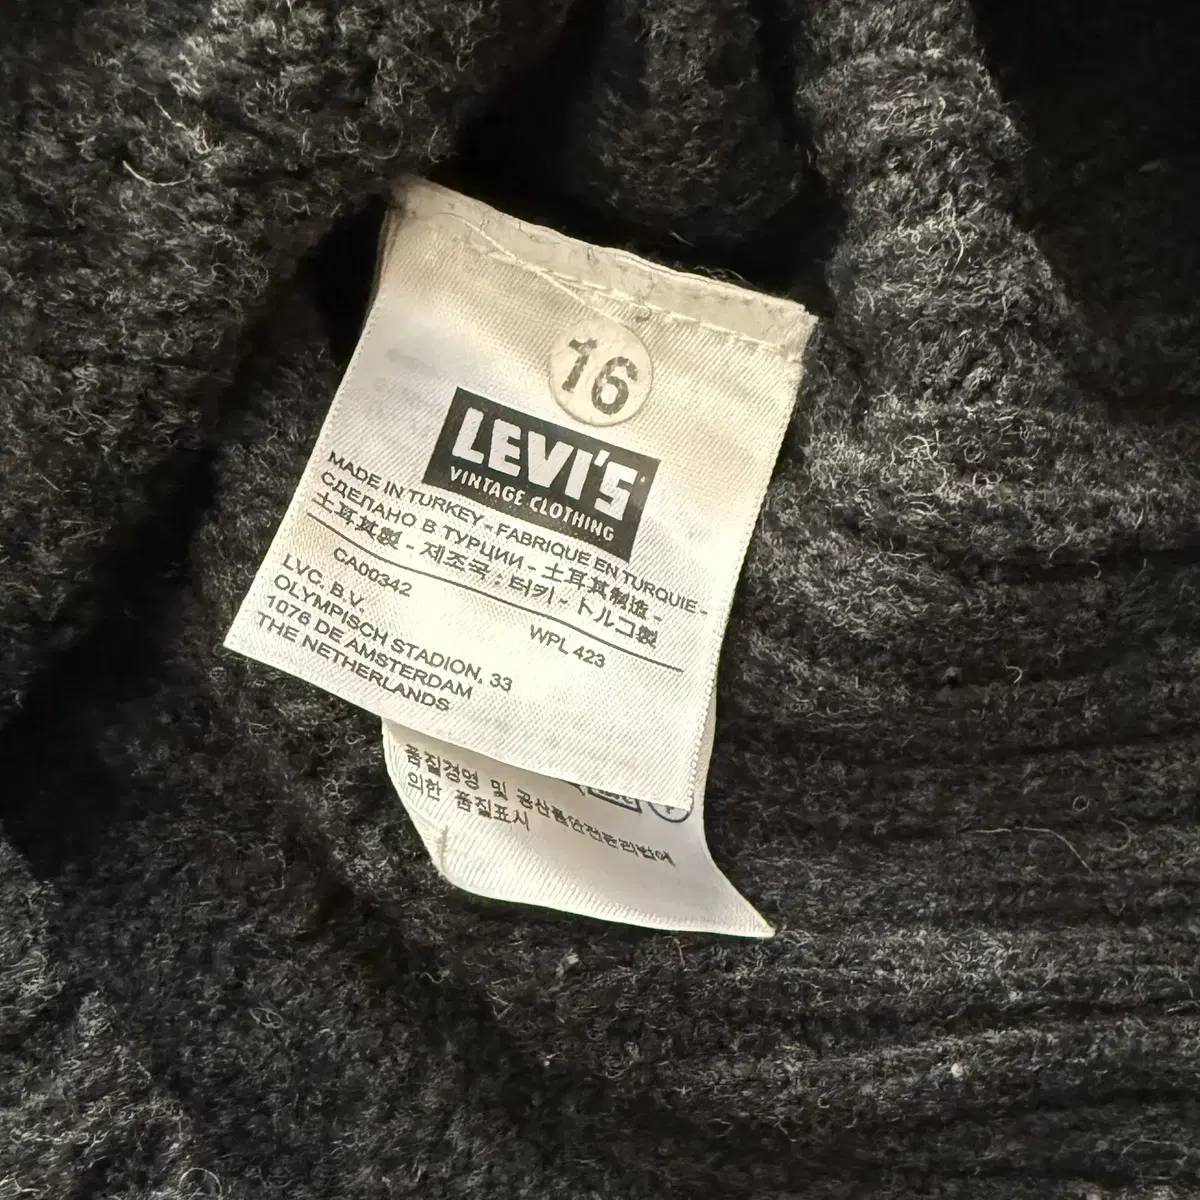 16
LEVI'S
VINTAGE CLOTHING
MADE IN TURKEY - FABRIQUE EN TURQUIE -
СДЕЛАНО В ТУРЦИИ - 土耳其制造 -
土耳其製 - 제조국 : 터키 - トルコ製
CA00342
WPL 423
LVC. B.V.
OLYMPISCH STADION, 33
1076 DE AMSTERDAM
THE NETHERLANDS
품질경영 및 공산품안전관리법에
의한 품질표시